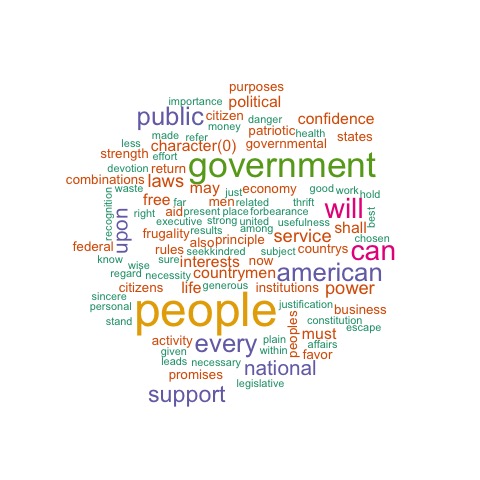 purposes
importance political
public citizen danger confidence
money
made refer patriotic health states
less character(0) governmental
strength effort
devotion return government
combinations laws may just economy good work hold
waste
recognition free far men related thrift will best
right aid present place forbearance shall
upon executive strong united usefulness
frugality results among service chosen
federal rules also principle countrys can
know sure seekkindred subject
wise interests now
regard necessity countrymen american
citizens life generous institutions power
sincere
personal people justification business
stand constitution
peoples must escape
activity every plain affairs
given within favor
leads necessary national
promises
legislative
support